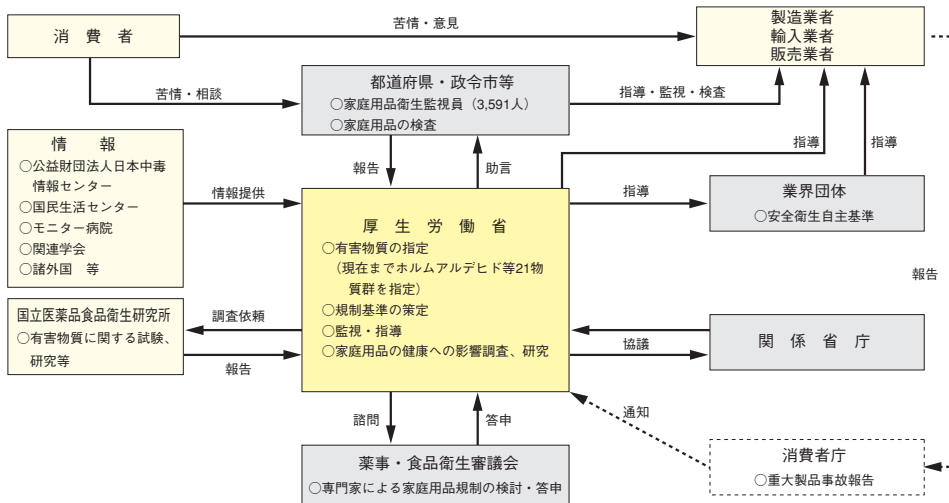 消費者
苦情・意見
製造業者
輸入業者
販売業者
苦情・相談
都道府県・政令市等
○家庭用品衛生監視員（3,591人）
○家庭用品の検査
指導・監視・検査
指導
指導
報告
助言
情報
○公益財団法人日本中毒
情報センター
○国民生活センター
○モニター病院
○関連学会
○諸外国 等
情報提供
厚生労働省
○有害物質の指定
（現在までホルムアルデヒド等21物
質群を指定）
○規制基準の策定
○監視・指導
○家庭用品の健康への影響調査、研究
指導
業界団体
○安全衛生自主基準
報告
国立医薬品食品衛生研究所
○有害物質に関する試験、
研究等
調査依頼
報告
協議
関係省庁
諮問
答申
通知
薬事・食品衛生審議会
○専門家による家庭用品規制の検討・答申
消費者庁
○重大製品事故報告